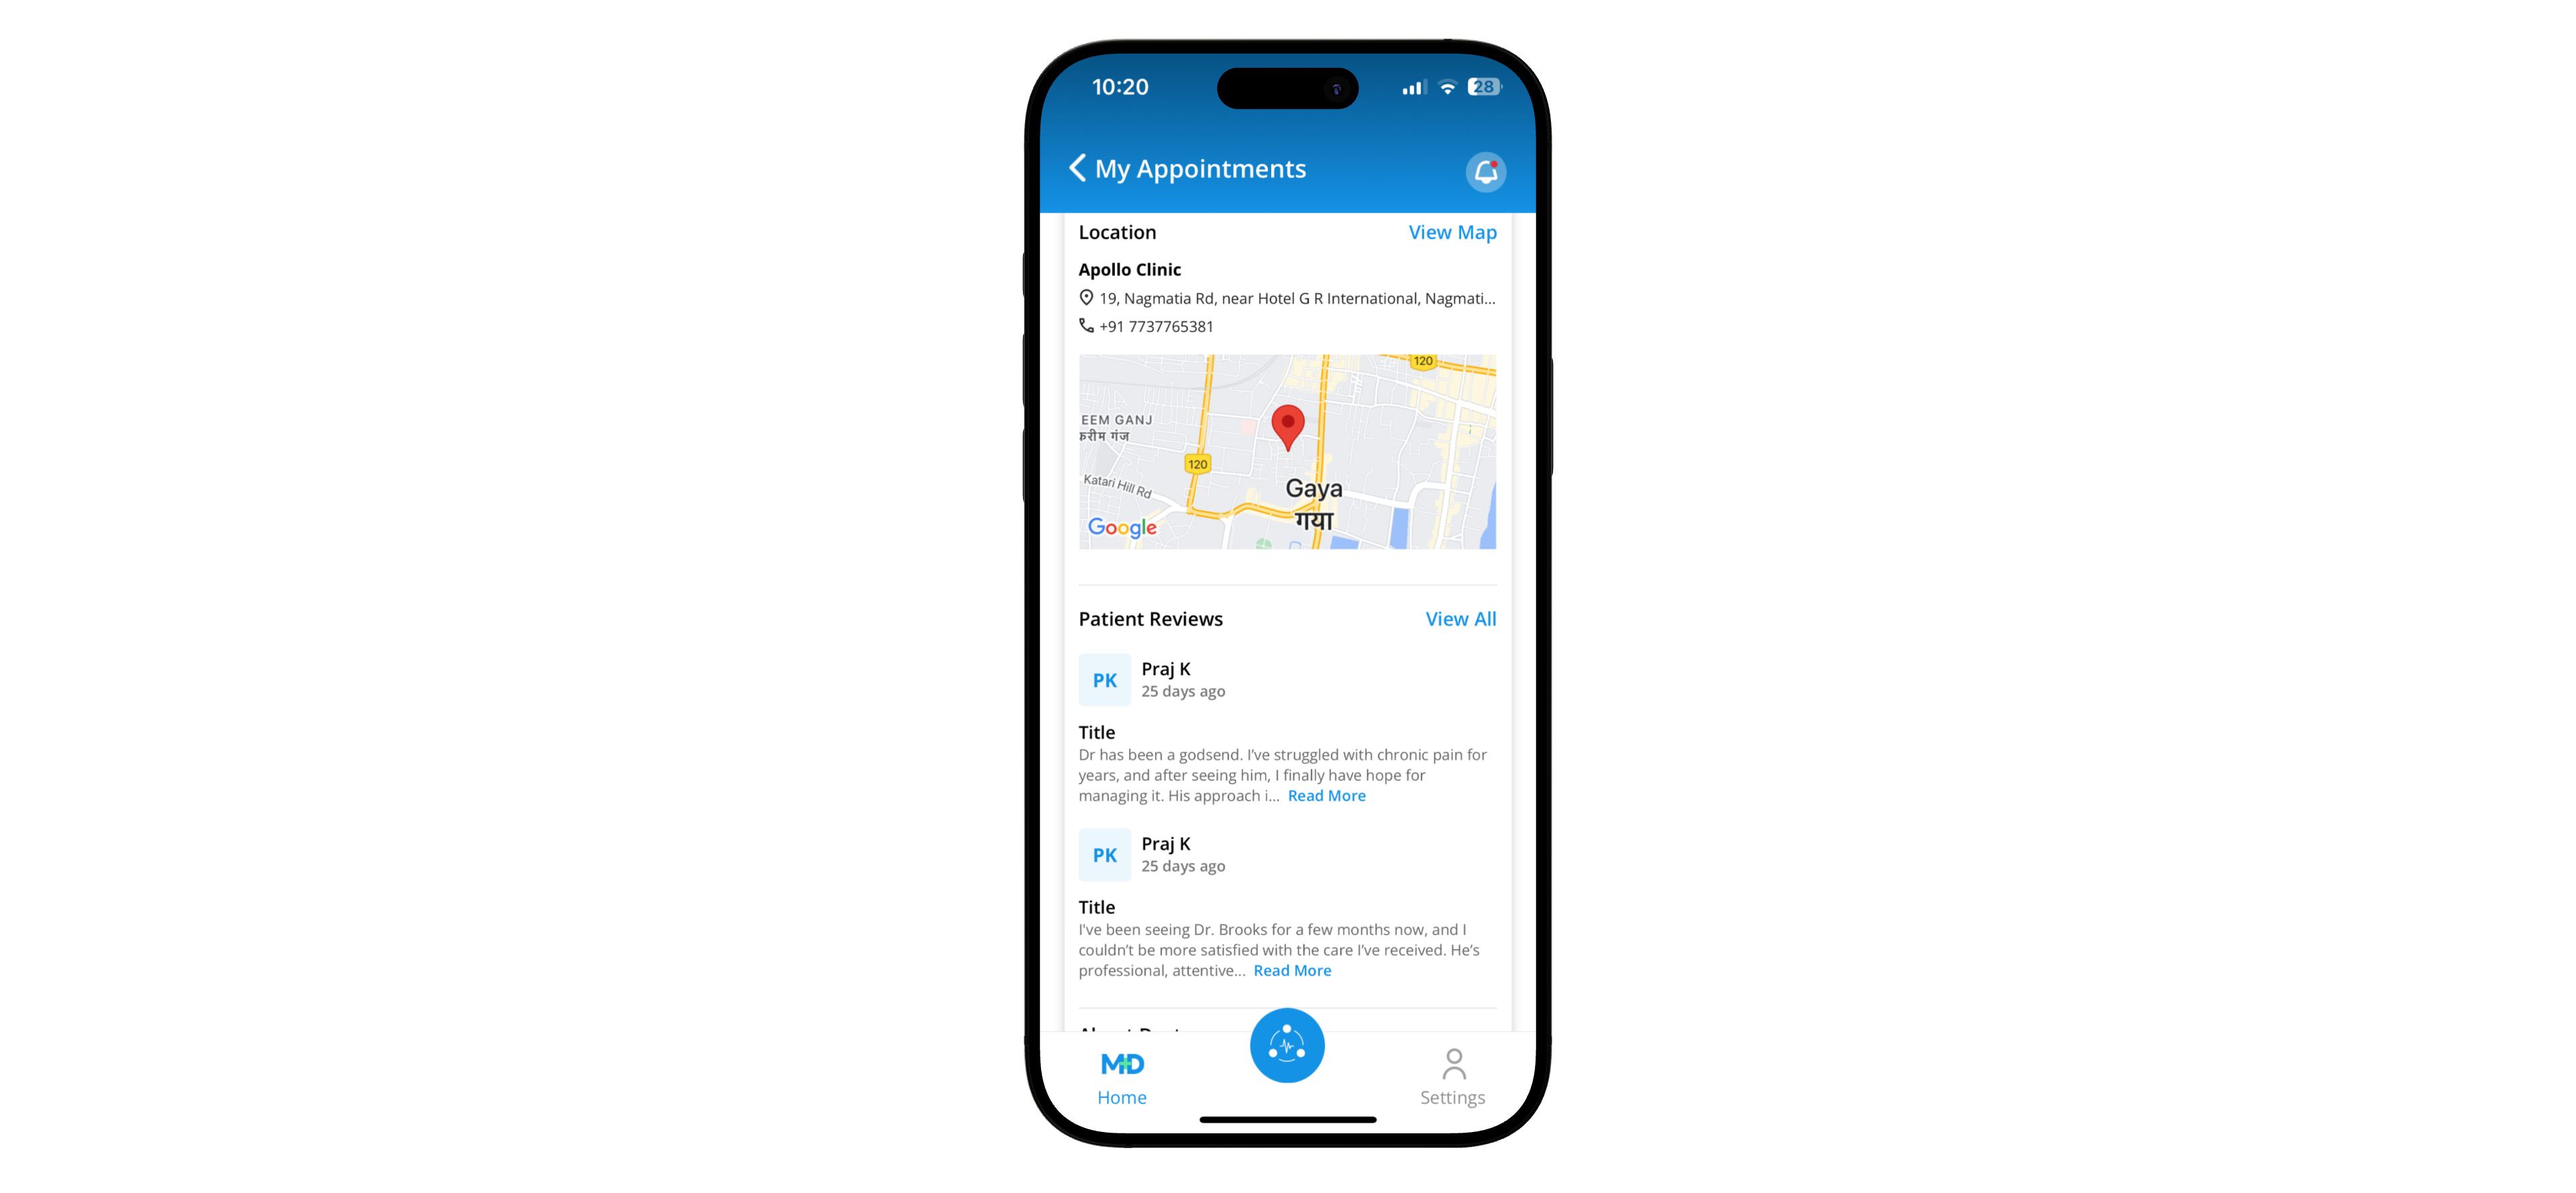 10:20
28
My Appointments
Location View Map
Apollo Clinic
19, Nagmatia Rd, near Hotel G R International, Nagmati...
+91 7737765381
120
EEM GANJ
करीम गंज
120
Katari Hill Rd
Gaya
गया
Google
Patient Reviews View All
PK Praj K
25 days ago
Title
Dr has been a godsend. I've struggled with chronic pain for
years, and after seeing him, I finally have hope for
managing it. His approach i... Read More
PK Praj K
25 days ago
Title
I've been seeing Dr. Brooks for a few months now, and I
couldn't be more satisfied with the care I've received. He's
professional, attentive... Read More
MD
Home Settings